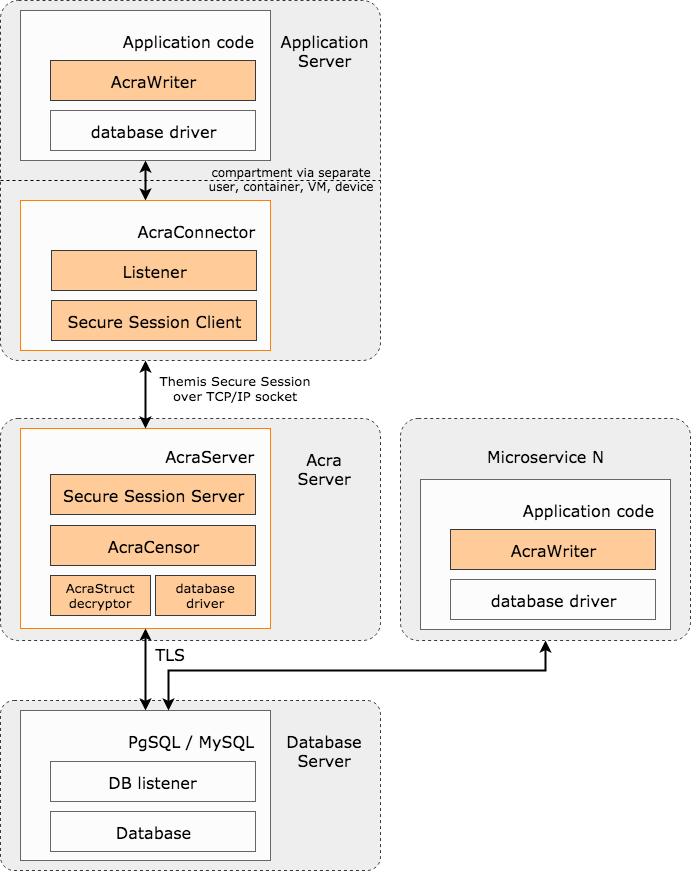 Application code
Application
Server
AcraWriter
database driver
compartment via separate
user, container, VM, device
AcraConnector
Listener
Secure Session Client
Themis Secure Session
over TCP/IP socket
AcraServer
Acra
Server
Secure Session Server
AcraCensor
AcraStruct
decryptor
database
driver
Microservice N
Application code
AcraWriter
database driver
TLS
PgSQL / MySQL
Database
Server
DB listener
Database